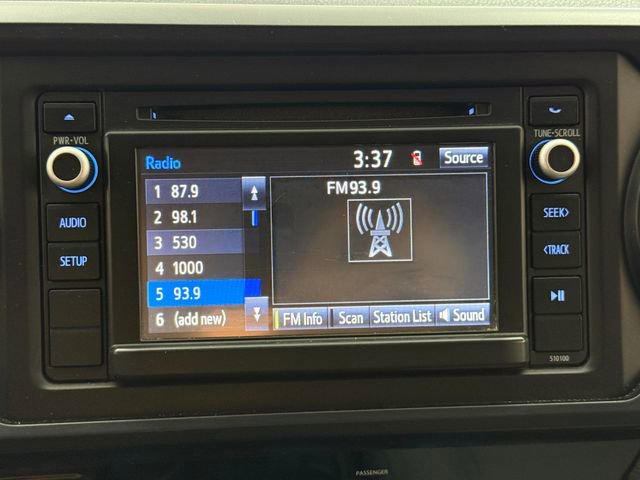 PWR•VOL
TUNE•SCROLL
Radio
3:37
Source
1 87.9
2 98.1
3 530
4 1000
5 93.9
6 (add new)
FM93.9
FM Info
Scan
Station List
Sound
AUDIO
SETUP
SEEK>
<TRACK
510100
PASSENGER